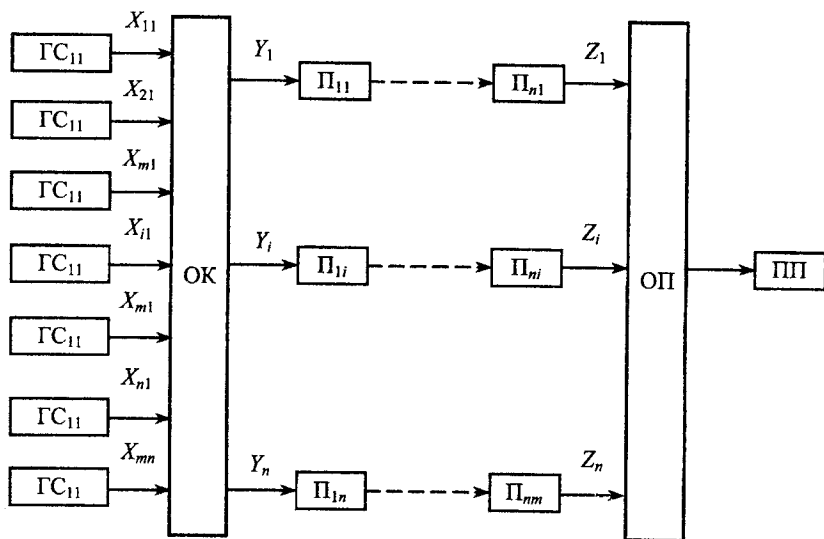 X₁₁
ГС₁₁
X₂₁
ГС₁₁
Xₘ₁
ГС₁₁
Xᵢ₁
ГС₁₁
Xₘ₁
ГС₁₁
Xₙ₁
ГС₁₁
Xₘₙ
ГС₁₁
ОК
Y₁
П₁₁
Пₙ₁
Z₁
Yᵢ
П₁ᵢ
Пₙᵢ
Zᵢ
Yₙ
П₁ₙ
Пₙₘ
Zₙ
ОП
ПП